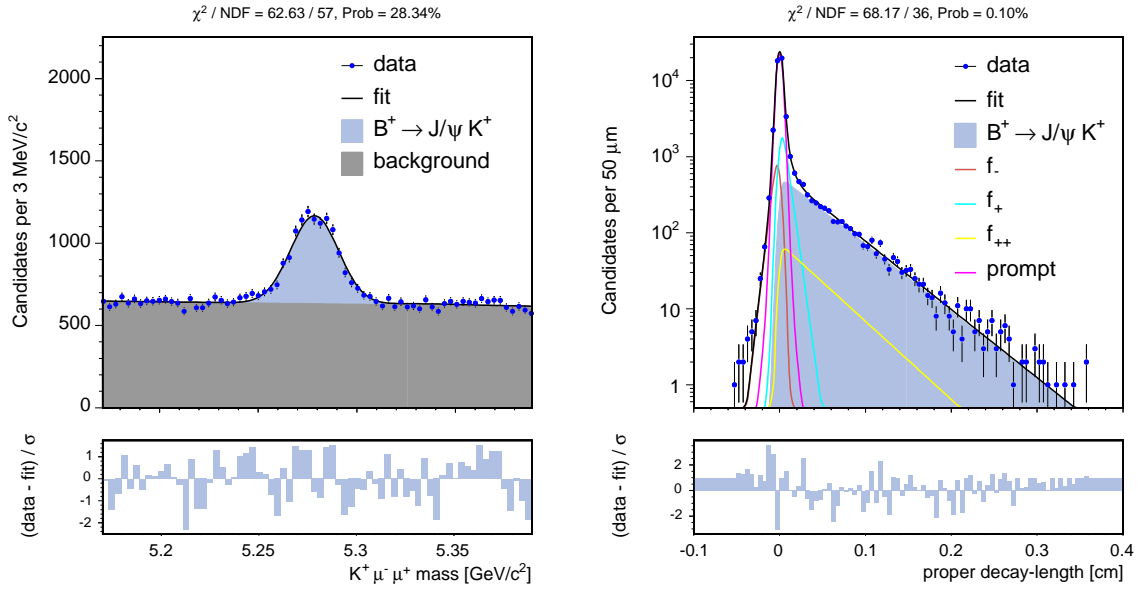 χ² / NDF = 62.63 / 57, Prob = 28.34%
Candidates per 3 MeV/c²
2000
1500
1000
500
0
data
fit
B⁺ → J/ψ K⁺
background
(data - fit) / σ
1
0
-1
-2
5.2
5.25
5.3
5.35
K⁺ μ⁻ μ⁺ mass [GeV/c²]
χ² / NDF = 68.17 / 36, Prob = 0.10%
Candidates per 50 μm
10⁴
10³
10²
10
1
data
fit
B⁺ → J/ψ K⁺
f₋
f₊
f₊₊
prompt
(data - fit) / σ
2
0
-2
-0.1
0
0.1
0.2
0.3
0.4
proper decay-length [cm]